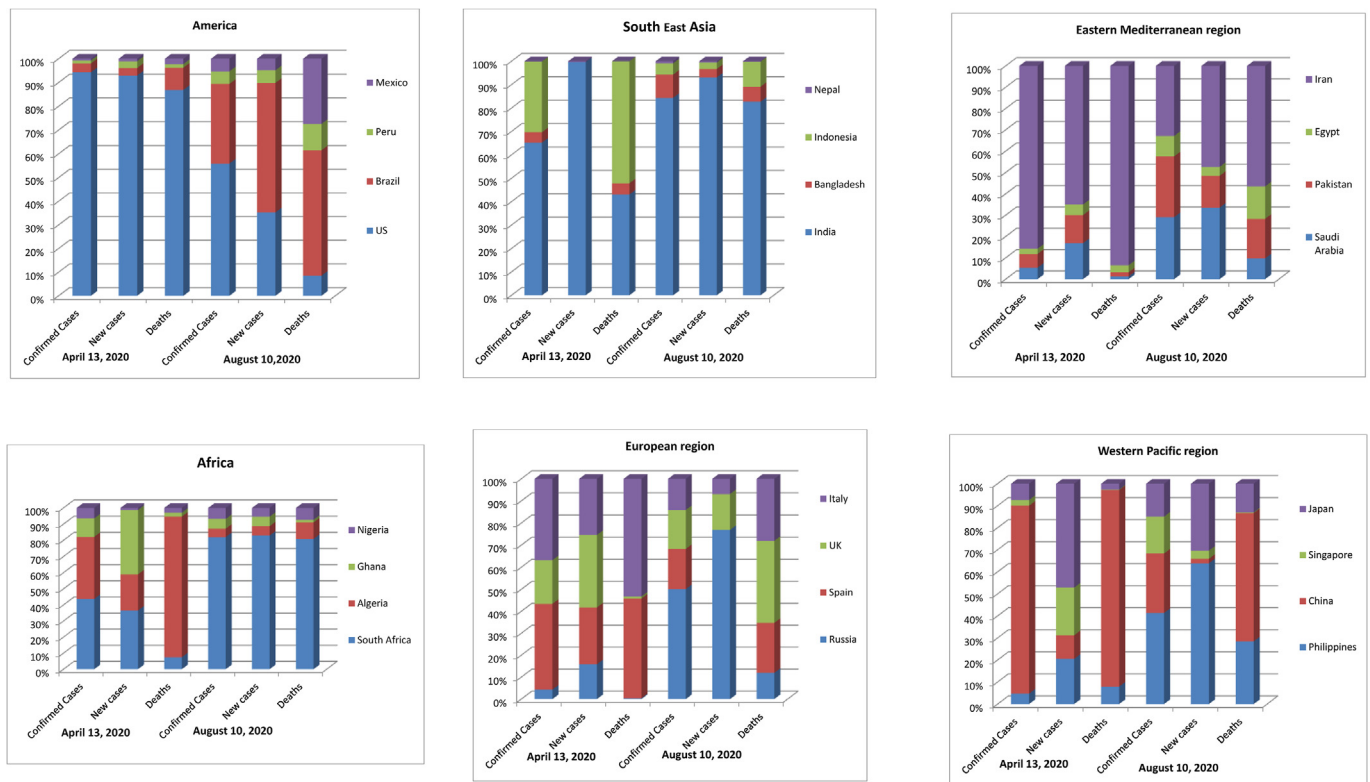 America
100%
90%
80%
70%
60%
50%
40%
30%
20%
10%
0%
Mexico
Peru
Brazil
US
Confirmed Cases
New cases
Deaths
Confirmed Cases
New cases
Deaths
April 13, 2020
August 10,2020
South East Asia
100%
90%
80%
70%
60%
50%
40%
30%
20%
10%
0%
Nepal
Indonesia
Bangladesh
India
Confirmed Cases
New cases
Deaths
Confirmed Cases
New cases
Deaths
April 13, 2020
August 10, 2020
Eastern Mediterranean region
100%
90%
80%
70%
60%
50%
40%
30%
20%
10%
0%
Iran
Egypt
Pakistan
Saudi
Arabia
Confirmed Cases
New cases
Deaths
Confirmed Cases
New cases
Deaths
April 13, 2020
August 10, 2020
Africa
100%
90%
80%
70%
60%
50%
40%
30%
20%
10%
0%
Nigeria
Ghana
Algeria
South Africa
Confirmed Cases
New cases
Deaths
Confirmed Cases
New cases
Deaths
April 13, 2020
August 10, 2020
European region
100%
90%
80%
70%
60%
50%
40%
30%
20%
10%
0%
Italy
UK
Spain
Russia
Confirmed Cases
New cases
Deaths
Confirmed Cases
New cases
Deaths
April 13, 2020
August 10, 2020
Western Pacific region
100%
90%
80%
70%
60%
50%
40%
30%
20%
10%
0%
Japan
Singapore
China
Philippines
Confirmed Cases
New cases
Deaths
Confirmed Cases
New cases
Deaths
April 13, 2020
August 10, 2020